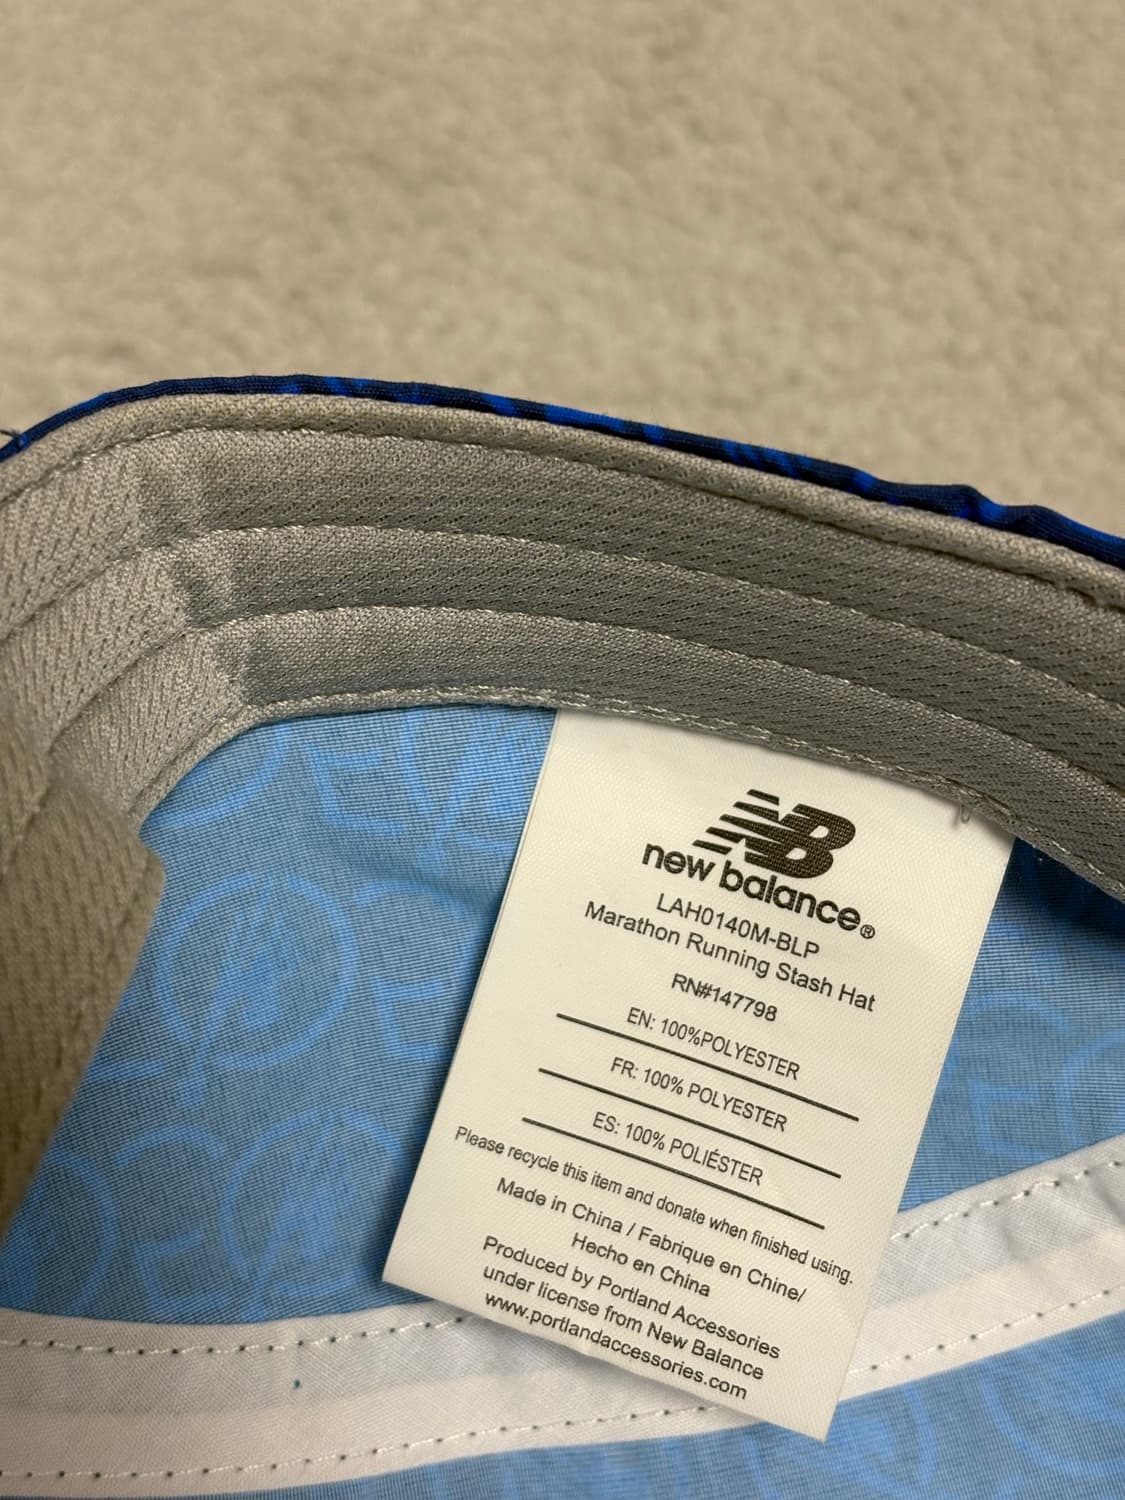 NB
new balance®
LAH0140M-BLP
Marathon Running Stash Hat
RN#147798
EN: 100%POLYESTER
FR: 100% POLYESTER
ES: 100% POLIÉSTER
Please recycle this item and donate when finished using.
Made in China / Fabrique en Chine/
Hecho en China
Produced by Portland Accessories
under license from New Balance
www.portlandaccessories.com